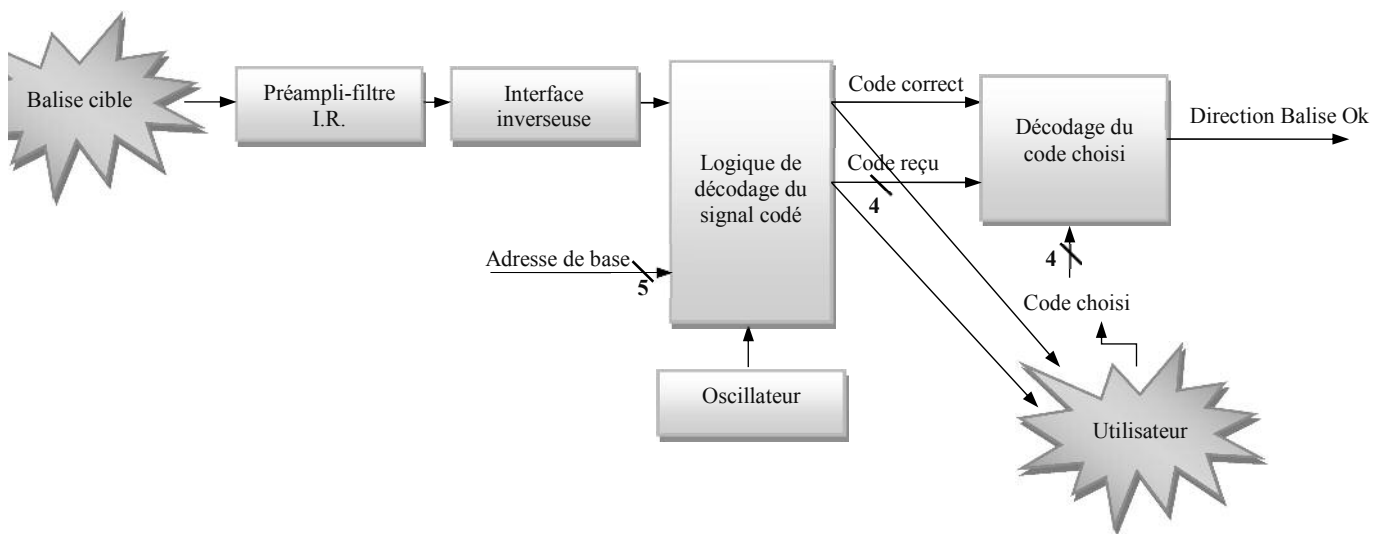 Balise cible
Préampli-filtre
I.R.
Interface
inverseuse
Logique de
décodage du
signal codé
Code correct
Code reçu
4
Décodage du
code choisi
Direction Balise Ok
Adresse de base
5
4
Code choisi
Oscillateur
Utilisateur